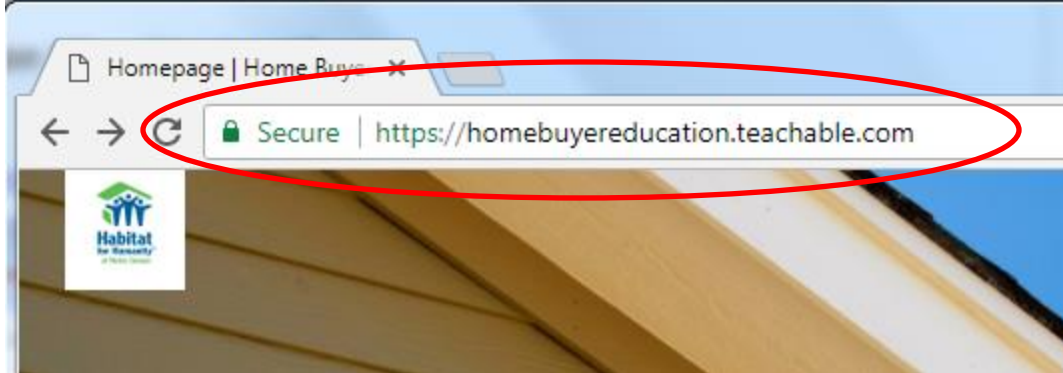 Homepage | Home Buye
Secure | https://homebuyereducation.teachable.com
Habitat
for Humanity